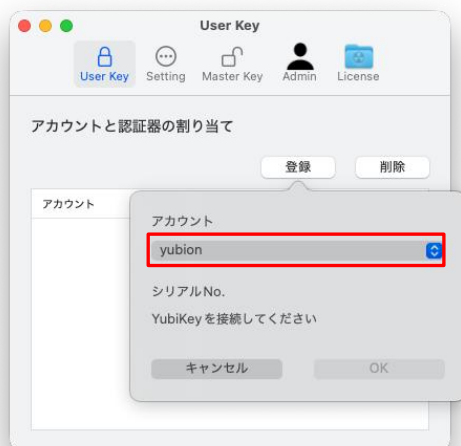 User Key
User Key Setting Master Key Admin License
アカウントと認証器の割り当て
登録 削除
アカウント
アカウント
yubion
シリアルNo.
YubiKeyを接続してください
キャンセル OK